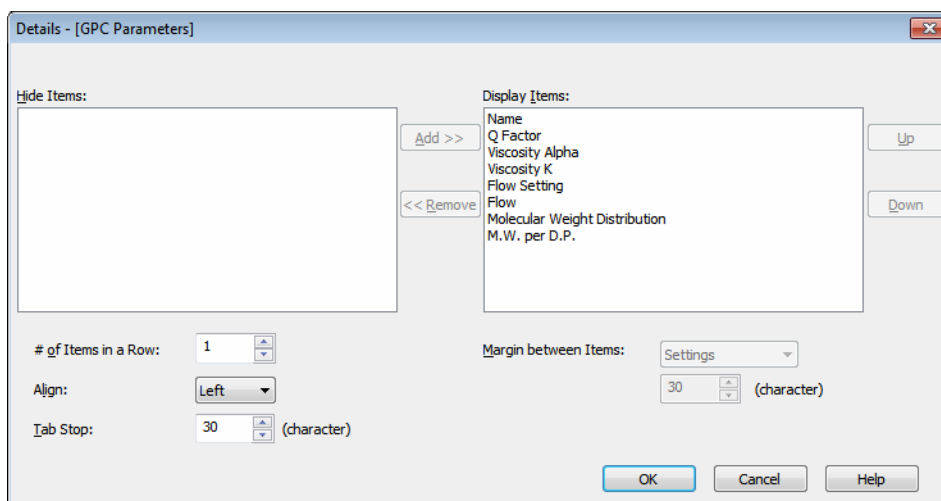 Details - [GPC Parameters]
Hide Items:
Display Items:
Name
Q Factor
Viscosity Alpha
Viscosity K
Flow Setting
Flow
Molecular Weight Distribution
M.W. per D.P.
Add >>
<< Remove
Up
Down
# of Items in a Row: 1
Align: Left
Tab Stop: 30 (character)
Margin between Items: Settings
30 (character)
OK Cancel Help